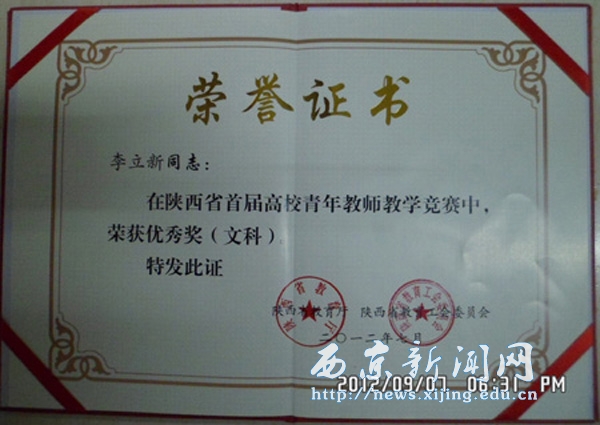 荣誉证书
李立新同志：
在陕西省首届高校青年教师教学竞赛中，
荣获优秀奖（文科）。
特发此证
陕西省教育厅 陕西省教育工会委员会
二〇一二年七月
西京新闻网
2012/09/07 06:31 PM
http://news.xijing.edu.cn